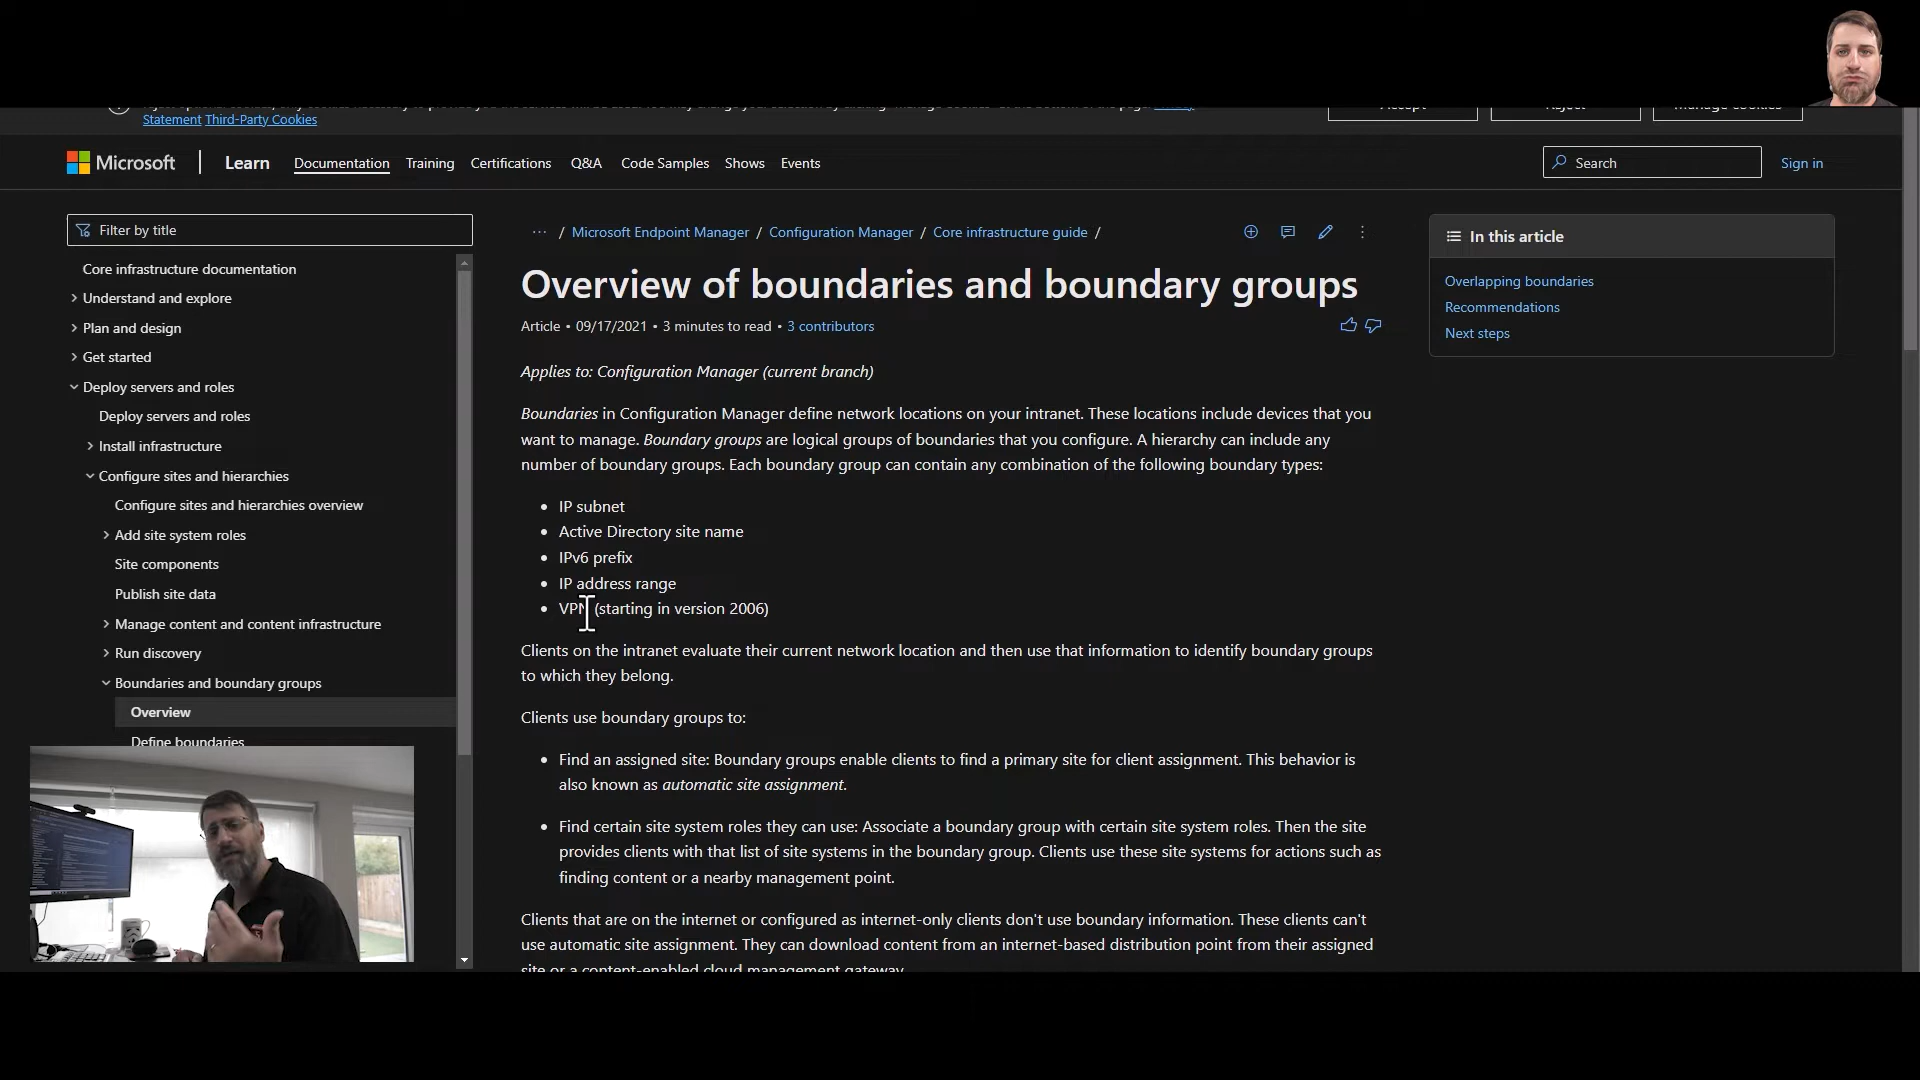 Statement Third-Party Cookies
Microsoft
Learn
Documentation
Training
Certifications
Q&A
Code Samples
Shows
Events
Search
Sign in
Filter by title
Core infrastructure documentation
Understand and explore
Plan and design
Get started
Deploy servers and roles
Deploy servers and roles
Install infrastructure
Configure sites and hierarchies
Configure sites and hierarchies overview
Add site system roles
Site components
Publish site data
Manage content and content infrastructure
Run discovery
Boundaries and boundary groups
Overview
Define boundaries
··· / Microsoft Endpoint Manager / Configuration Manager / Core infrastructure guide /
Overview of boundaries and boundary groups
Article • 09/17/2021 • 3 minutes to read • 3 contributors
Applies to: Configuration Manager (current branch)
Boundaries in Configuration Manager define network locations on your intranet. These locations include devices that you
want to manage. Boundary groups are logical groups of boundaries that you configure. A hierarchy can include any
number of boundary groups. Each boundary group can contain any combination of the following boundary types:
• IP subnet
• Active Directory site name
• IPv6 prefix
• IP address range
• VPN (starting in version 2006)
Clients on the intranet evaluate their current network location and then use that information to identify boundary groups
to which they belong.
Clients use boundary groups to:
• Find an assigned site: Boundary groups enable clients to find a primary site for client assignment. This behavior is
also known as automatic site assignment.
• Find certain site system roles they can use: Associate a boundary group with certain site system roles. Then the site
provides clients with that list of site systems in the boundary group. Clients use these site systems for actions such as
finding content or a nearby management point.
Clients that are on the internet or configured as internet-only clients don't use boundary information. These clients can't
use automatic site assignment. They can download content from an internet-based distribution point from their assigned
site or a content-enabled cloud management gateway.
In this article
Overlapping boundaries
Recommendations
Next steps